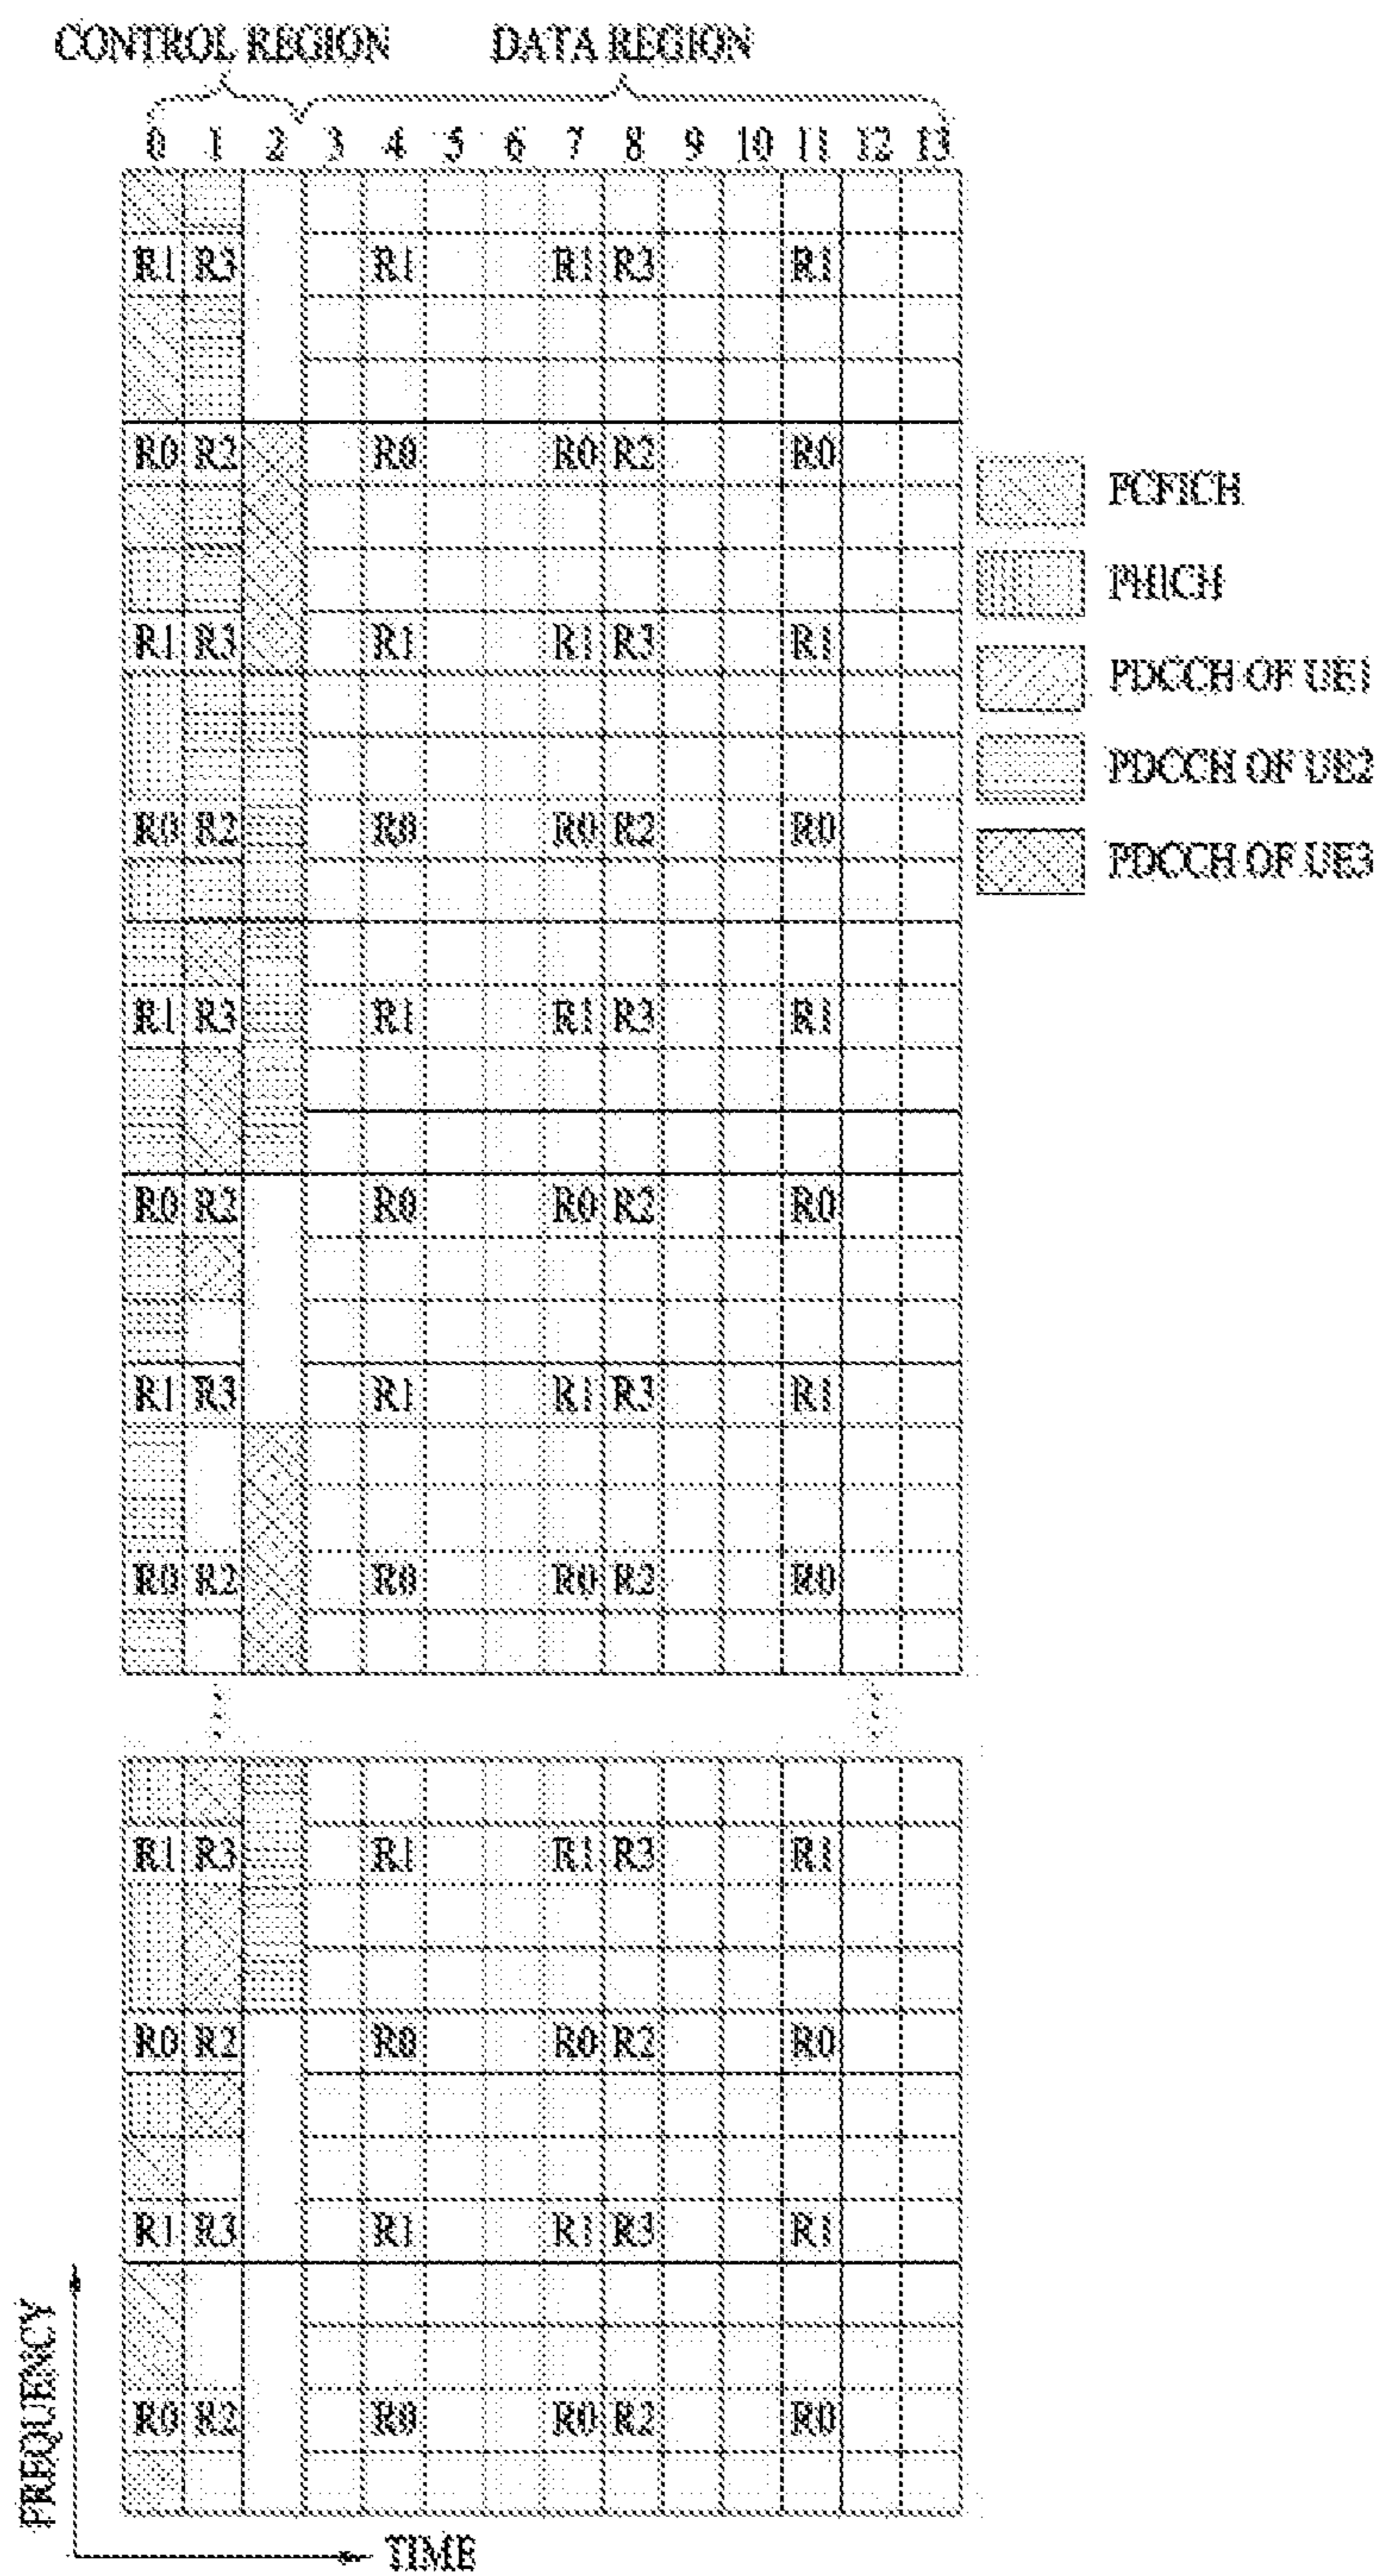 CONTROL REGION DATA REGION
0 1 2 3 4 5 6 7 8 9 10 11 12 13
R1 R3 R1 R1 R3 R1
R0 R2 R0 R0 R2 R0
PCFICH
PHICH
R1 R3 R1 R1 R3 R1
PDCCH OF UE1
PDCCH OF UE2
R0 R2 R0 R0 R2 R0
PDCCH OF UE3
R1 R3 R1 R1 R3 R1
R0 R2 R0 R0 R2 R0
R1 R3 R1 R1 R3 R1
R0 R2 R0 R0 R2 R0
R1 R3 R1 R1 R3 R1
R0 R2 R0 R0 R2 R0
R1 R3 R1 R1 R3 R1
R0 R2 R0 R0 R2 R0
FREQUENCY
TIME